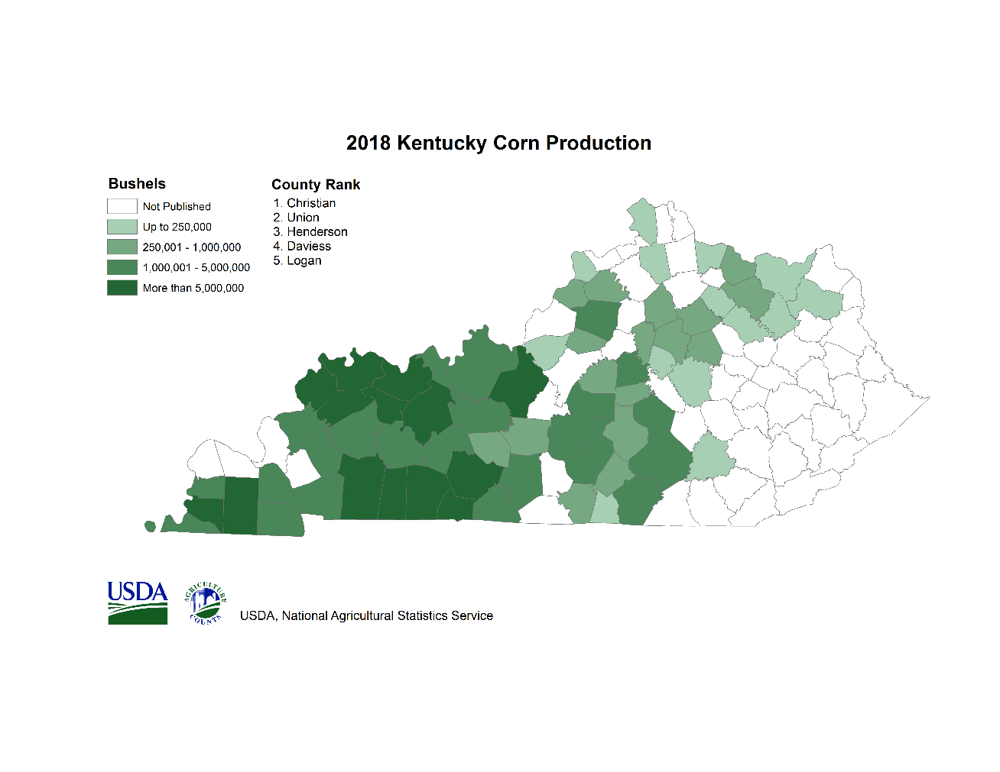 2018 Kentucky Corn Production
Bushels
Not Published
Up to 250,000
250,001 - 1,000,000
1,000,001 - 5,000,000
More than 5,000,000
County Rank
1. Christian
2. Union
3. Henderson
4. Daviess
5. Logan
USDA
AGRICULTURE
COUNTS
USDA, National Agricultural Statistics Service